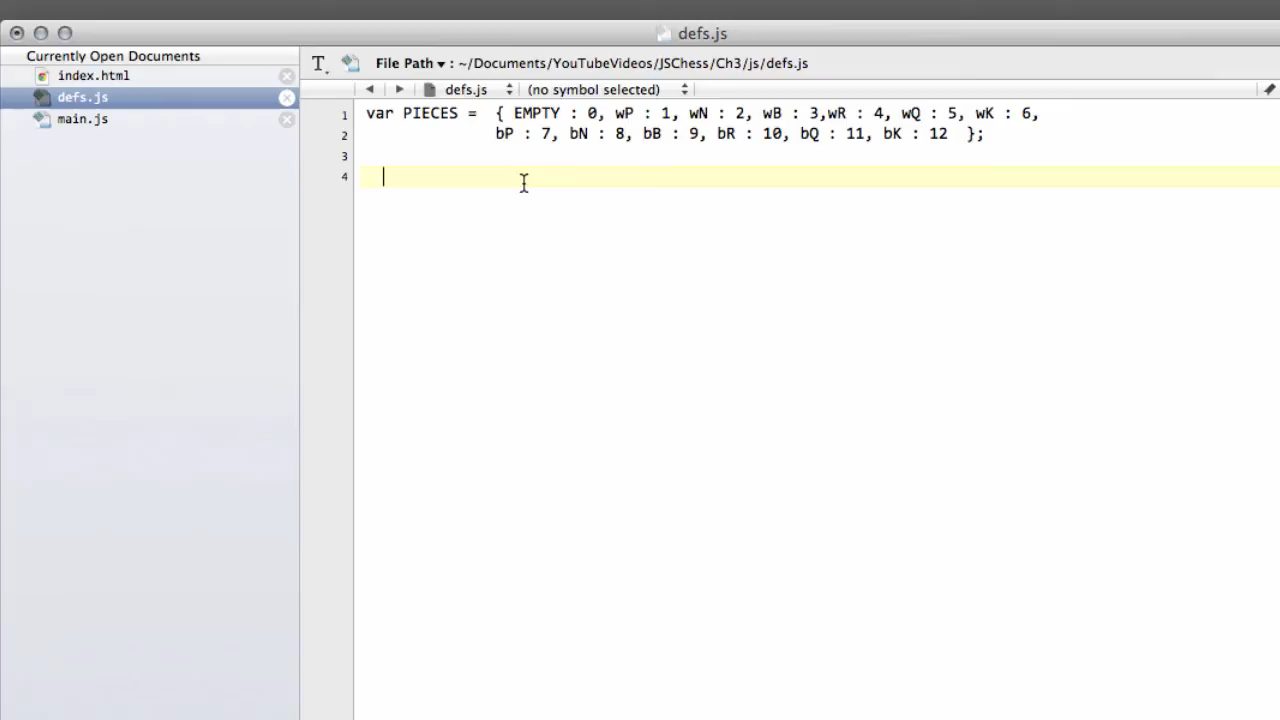 defs.js
Currently Open Documents
index.html
defs.js
main.js
File Path : ~/Documents/YouTubeVideos/JSChess/Ch3/js/defs.js
defs.js (no symbol selected)
1 var PIECES = { EMPTY : 0, wP : 1, wN : 2, wB : 3,wR : 4, wQ : 5, wK : 6,
2 bP : 7, bN : 8, bB : 9, bR : 10, bQ : 11, bK : 12 };
3
4